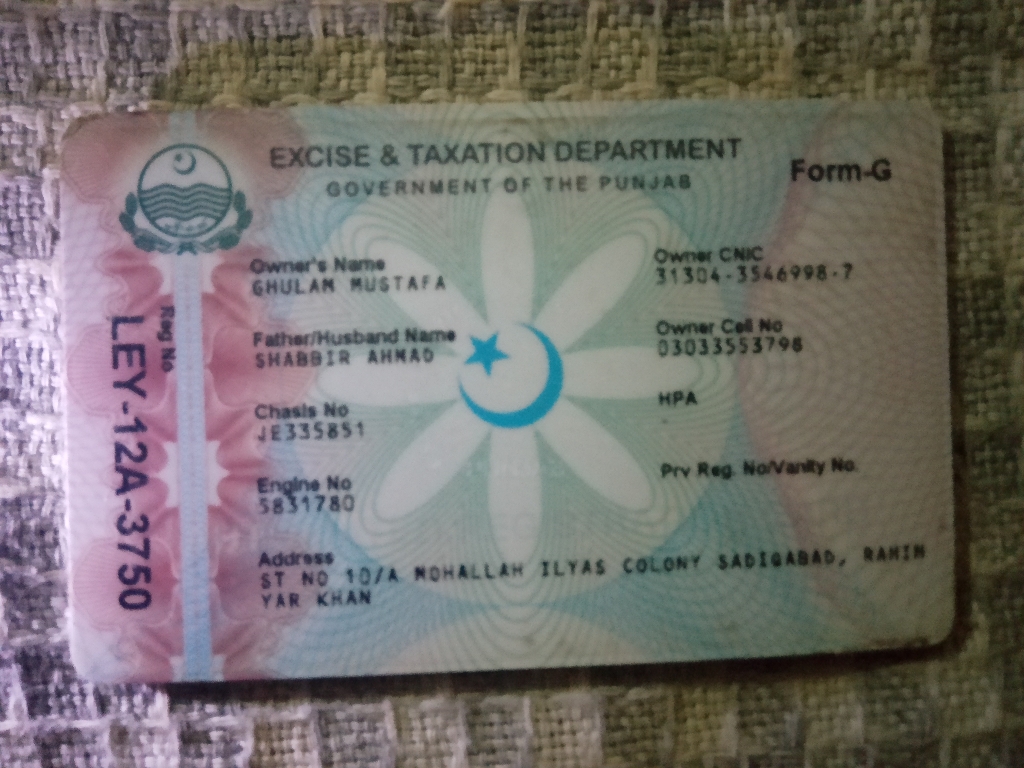 EXCISE & TAXATION DEPARTMENT
GOVERNMENT OF THE PUNJAB
Form-G
Owner's Name
GHULAM MUSTAFA
Owner CNIC
31304-3546998-7
Father/Husband Name
SHABBIR AHMAD
Owner Cell No
03033553798
Chasis No
JE335851
HPA
Engine No
5831780
Prv Reg. No/Vanity No.
Address
ST NO 10/A MOHALLAH ILYAS COLONY SADIQABAD, RAHIM
YAR KHAN
Reg No
LEY-12A-3750